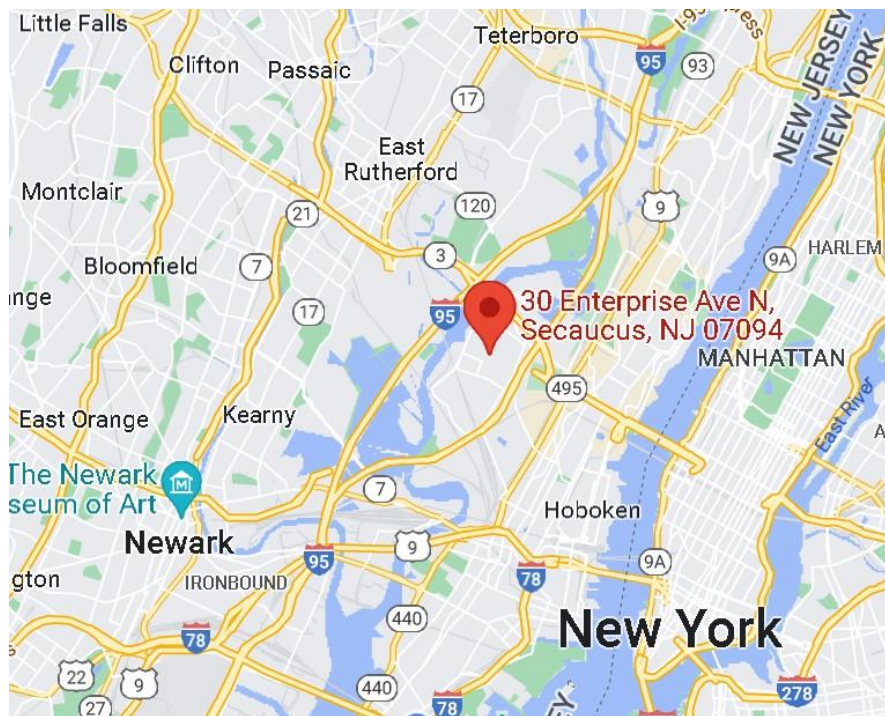 Little Falls
Teterboro
I-95
95
93
Clifton
Passaic
17
NEW JERSEY
NEW YORK
East
Rutherford
Montclair
21
120
9
HARLEM
9A
Bloomfield
7
3
17
95
30 Enterprise Ave N,
Secaucus, NJ 07094
MANHATTAN
495
East Orange
Kearny
East River
The Newark
seum of Art
7
Hoboken
Newark
9
95
IRONBOUND
78
9A
440
New York
78
22
9
440
278
27
78